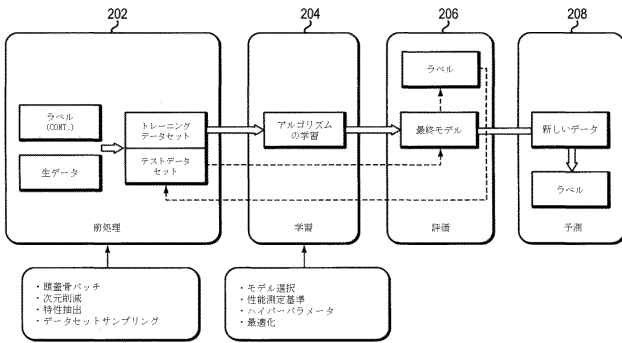 202
204
206
208
ラベル
(CONT.)
生データ
トレーニング
データセット
テストデータ
セット
前処理
アルゴリズム
の学習
学習
ラベル
最終モデル
評価
新しいデータ
ラベル
予測
・頭蓋骨パッチ
・次元削減
・特性抽出
・データセットサンプリング
・モデル選択
・性能測定基準
・ハイパーパラメータ
・最適化